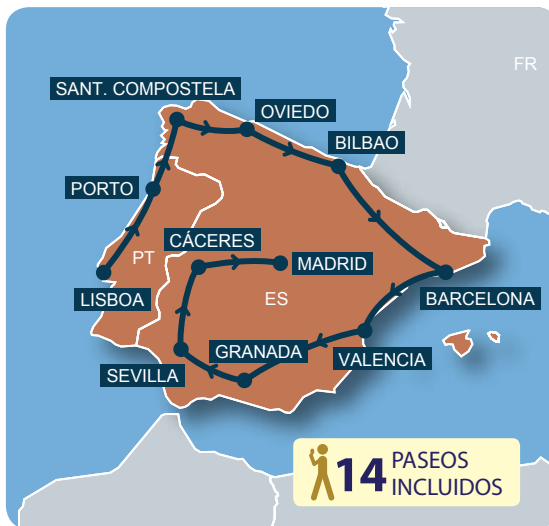 FR
SANT. COMPOSTELA
OVIEDO
BILBAO
PORTO
CÁCERES
PT
MADRID
LISBOA
ES
BARCELONA
GRANADA
SEVILLA
VALENCIA
14 PASEOS
INCLUIDOS